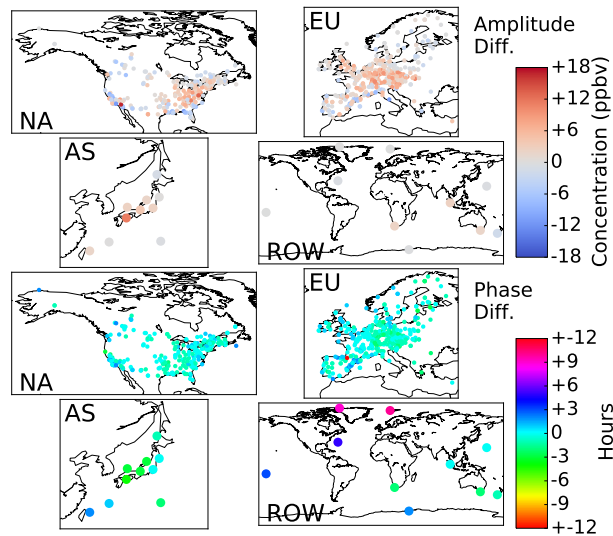 NA
EU
AS
ROW
Amplitude
Diff.
+18
+12
+6
0
-6
-12
-18
Concentration (ppbv)
NA
EU
AS
ROW
Phase
Diff.
+-12
+9
+6
+3
0
-3
-6
-9
+-12
Hours